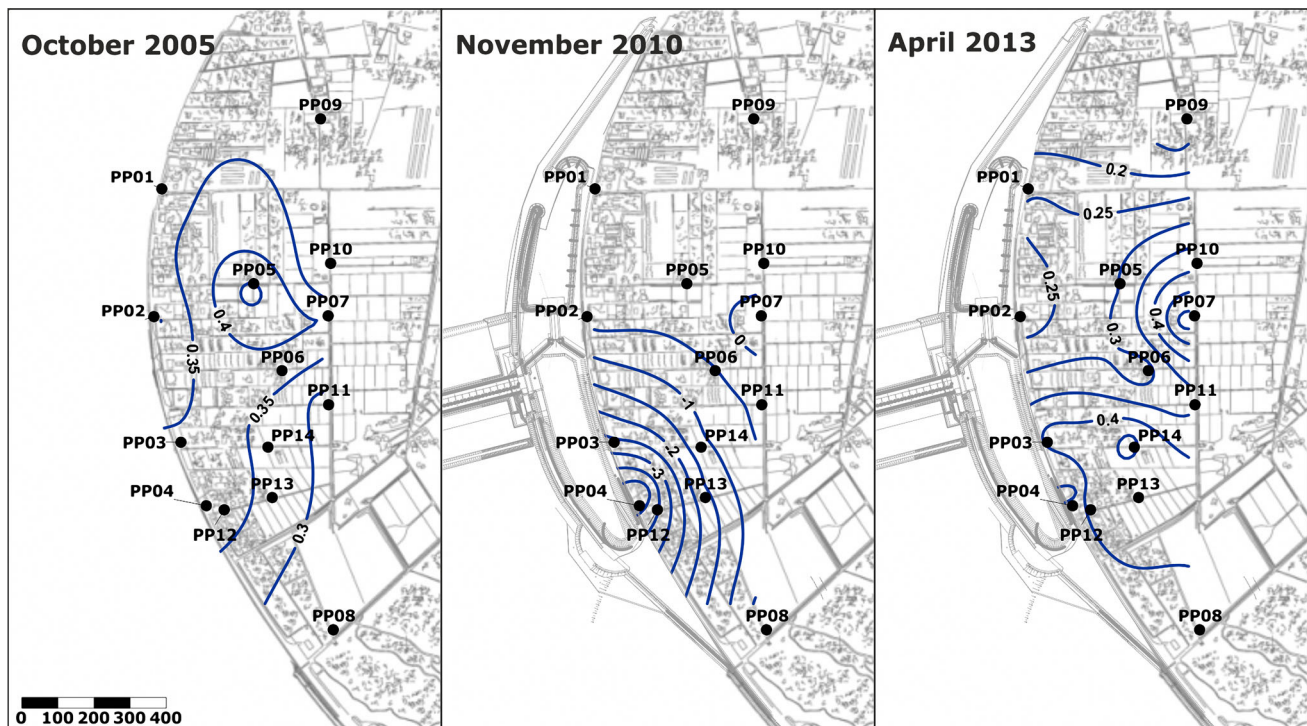 October 2005
PP09
PP01
PP10
PP05
PP07
PP02
0.4
PP06
0.35
PP11
0.35
PP03
PP14
PP13
PP04
PP12
0.3
PP08
0 100 200 300 400
November 2010
PP09
PP01
PP10
PP05
PP07
PP02
0
PP06
-1
PP11
PP03
PP14
-2
-3
PP13
PP04
PP12
PP08
April 2013
PP09
0.2
PP01
0.25
PP10
PP05
0.25
PP07
0.4
PP02
0.33
PP06
PP11
0.4
PP03
PP14
PP04
PP13
PP12
PP08